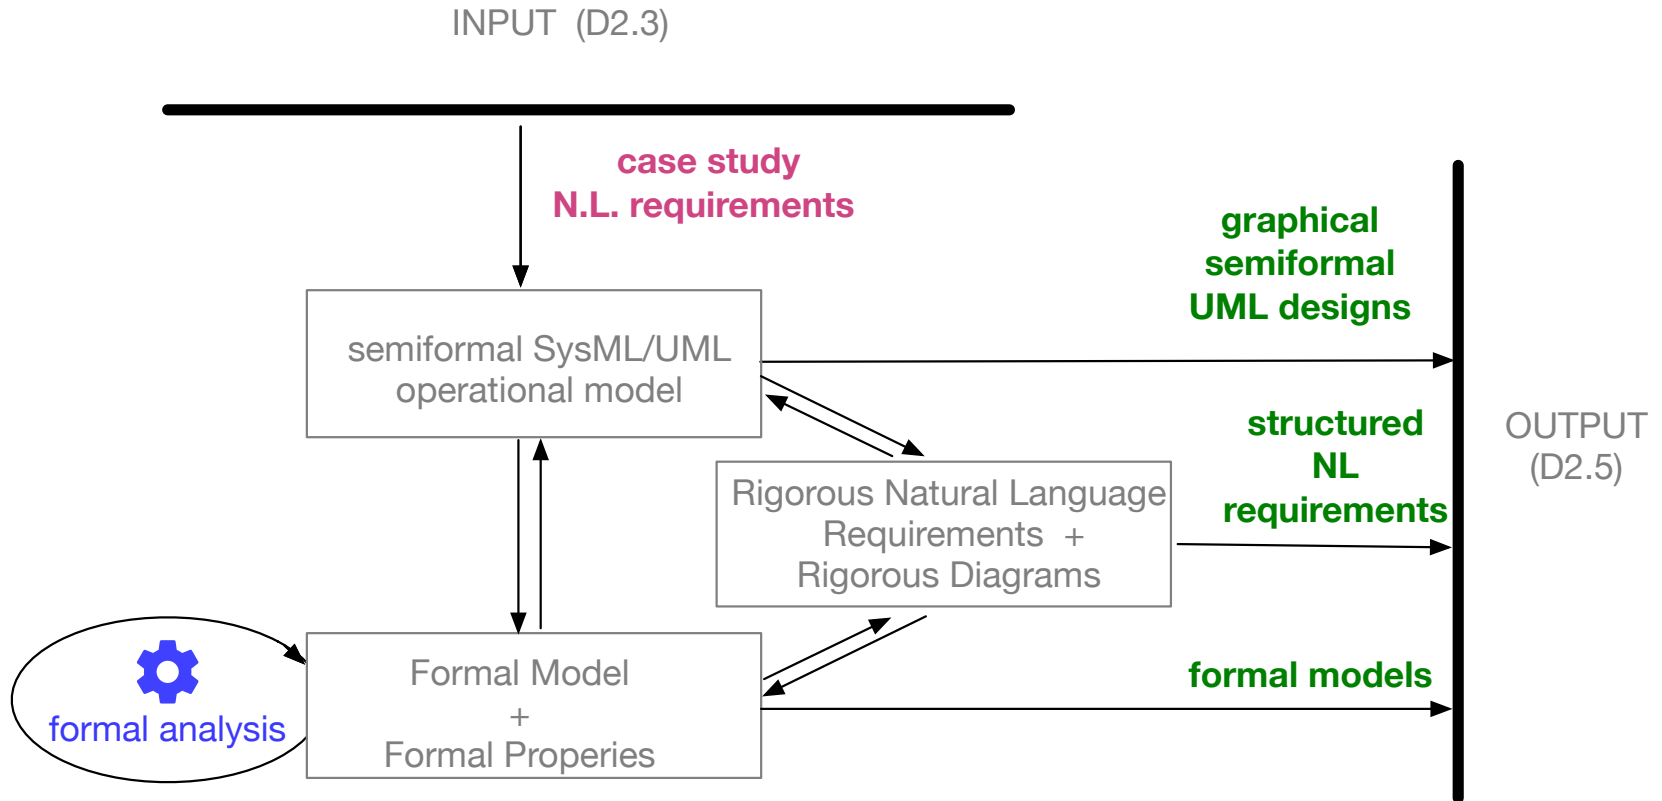 INPUT (D2.3)
case study
N.L. requirements
graphical
semiformal
UML designs
semiformal SysML/UML
operational model
structured
NL
requirements
OUTPUT
(D2.5)
Rigorous Natural Language
Requirements +
Rigorous Diagrams
formal analysis
Formal Model
+
Formal Properies
formal models